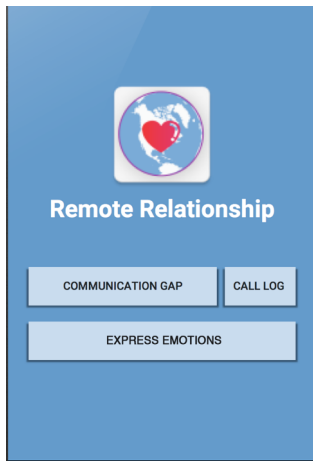 Remote Relationship
COMMUNICATION GAP
CALL LOG
EXPRESS EMOTIONS